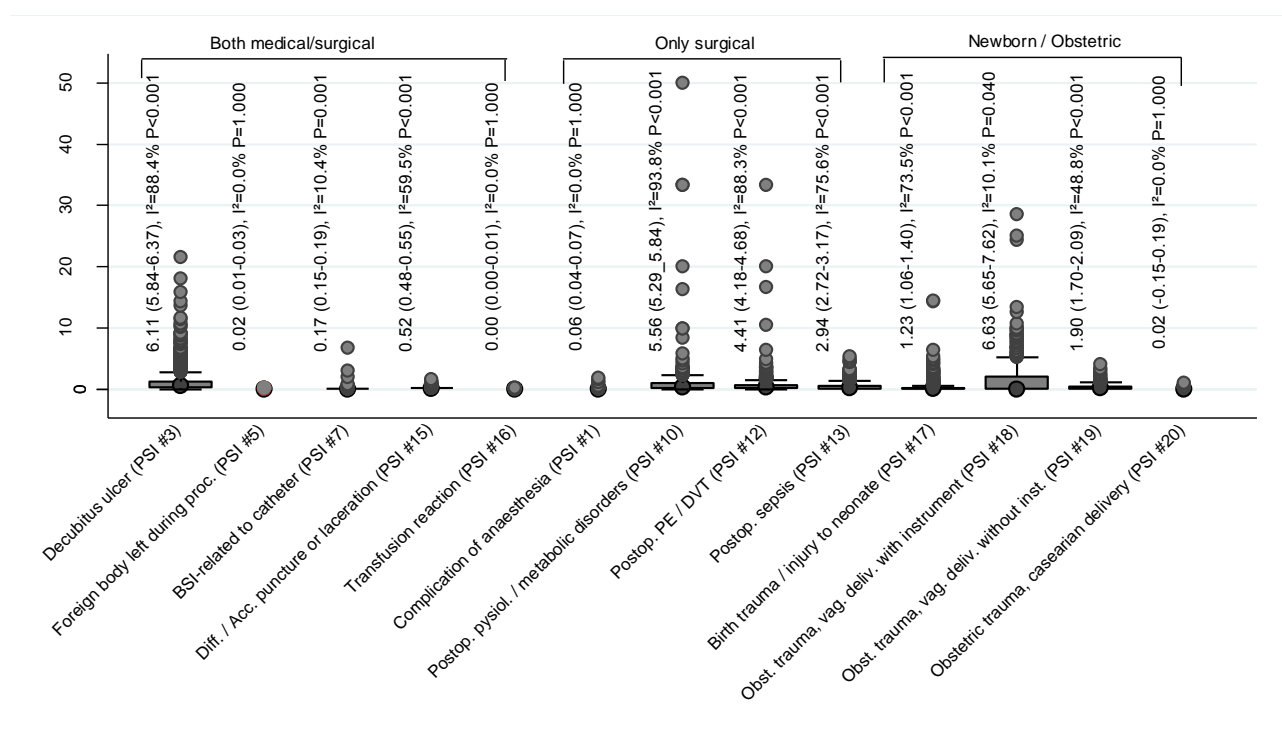 Both medical/surgical
Only surgical
Newborn / Obstetric
50
40
30
20
10
0
6.11 (5.84-6.37), I²=88.4% P<0.001
0.02 (0.01-0.03), I²=0.0% P=1.000
0.17 (0.15-0.19), I²=10.4% P=0.001
0.52 (0.48-0.55), I²=59.5% P<0.001
0.00 (0.00-0.01), I²=0.0% P=1.000
0.06 (0.04-0.07), I²=0.0% P=1.000
5.56 (5.29_5.84), I²=93.8% P<0.001
4.41 (4.18-4.68), I²=88.3% P<0.001
2.94 (2.72-3.17), I²=75.6% P<0.001
1.23 (1.06-1.40), I²=73.5% P<0.001
6.63 (5.65-7.62), I²=10.1% P=0.040
1.90 (1.70-2.09), I²=48.8% P<0.001
0.02 (-0.15-0.19), I²=0.0% P=1.000
Decubitus ulcer (PSI #3)
Foreign body left during proc. (PSI #5)
BSI-related to catheter (PSI #7)
Diff. / Acc. puncture or laceration (PSI #15)
Transfusion reaction (PSI #16)
Complication of anaesthesia (PSI #1)
Postop. pysiol. / metabolic disorders (PSI #10)
Postop. PE / DVT (PSI #12)
Postop. sepsis (PSI #13)
Birth trauma / injury to neonate (PSI #17)
Obst. trauma, vag. deliv. with instrument (PSI #18)
Obst. trauma, vag. deliv. without inst. (PSI #19)
Obstetric trauma, casearian delivery (PSI #20)